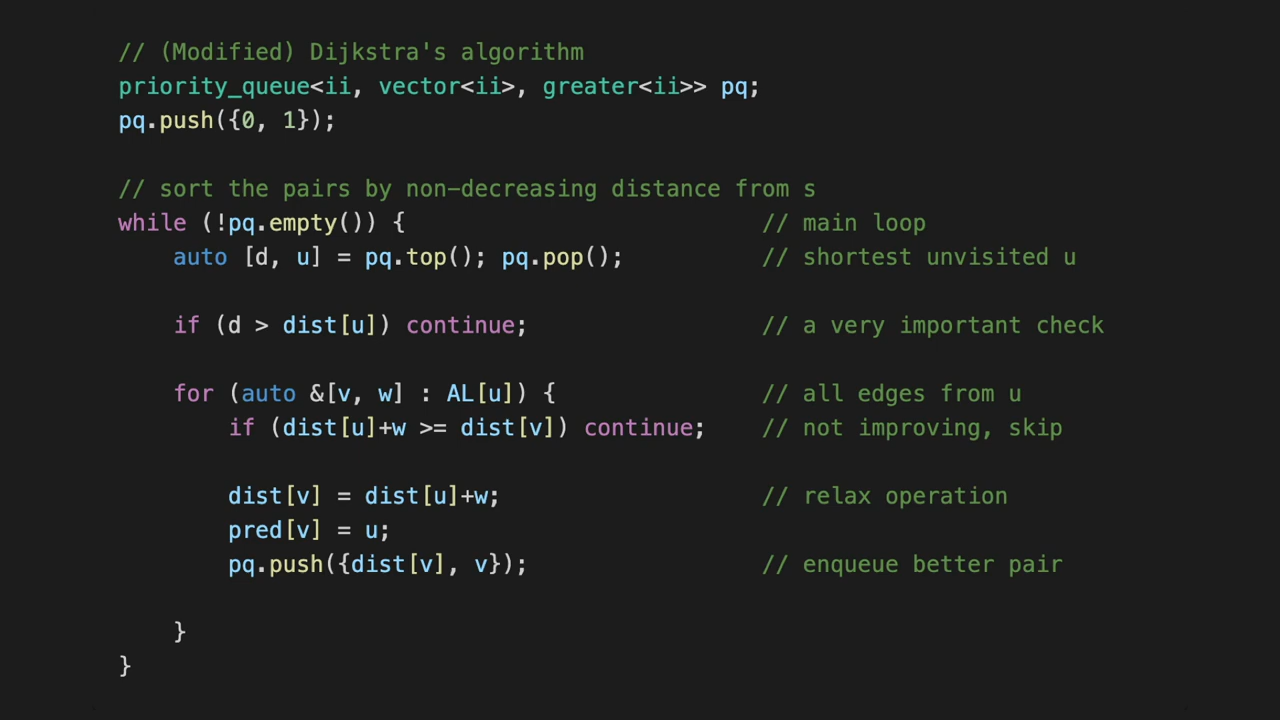 // (Modified) Dijkstra's algorithm
priority_queue<ii, vector<ii>, greater<ii>> pq;
pq.push({0, 1});
// sort the pairs by non-decreasing distance from s
while (!pq.empty()) { // main loop
auto [d, u] = pq.top(); pq.pop(); // shortest unvisited u
if (d > dist[u]) continue; // a very important check
for (auto &[v, w] : AL[u]) { // all edges from u
if (dist[u]+w >= dist[v]) continue; // not improving, skip
dist[v] = dist[u]+w; // relax operation
pred[v] = u;
pq.push({dist[v], v}); // enqueue better pair
}
}